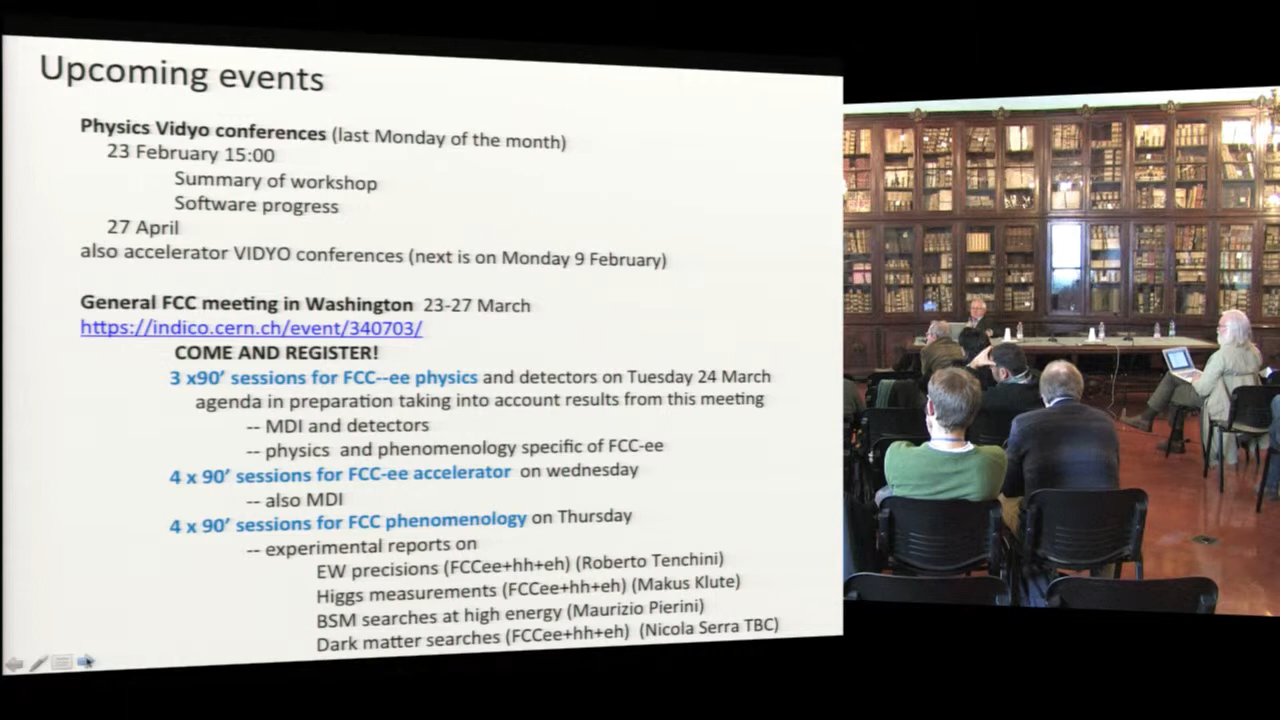 Upcoming events
Physics Vidyo conferences (last Monday of the month)
23 February 15:00
Summary of workshop
Software progress
27 April
also accelerator VIDYO conferences (next is on Monday 9 February)
General FCC meeting in Washington 23-27 March
https://indico.cern.ch/event/340703/
COME AND REGISTER!
3 x90' sessions for FCC--ee physics and detectors on Tuesday 24 March
agenda in preparation taking into account results from this meeting
-- MDI and detectors
-- physics and phenomenology specific of FCC-ee
4 x 90' sessions for FCC-ee accelerator on wednesday
-- also MDI
4 x 90' sessions for FCC phenomenology on Thursday
-- experimental reports on
EW precisions (FCCee+hh+eh) (Roberto Tenchini)
Higgs measurements (FCCee+hh+eh) (Makus Klute)
BSM searches at high energy (Maurizio Pierini)
Dark matter searches (FCCee+hh+eh) (Nicola Serra TBC)